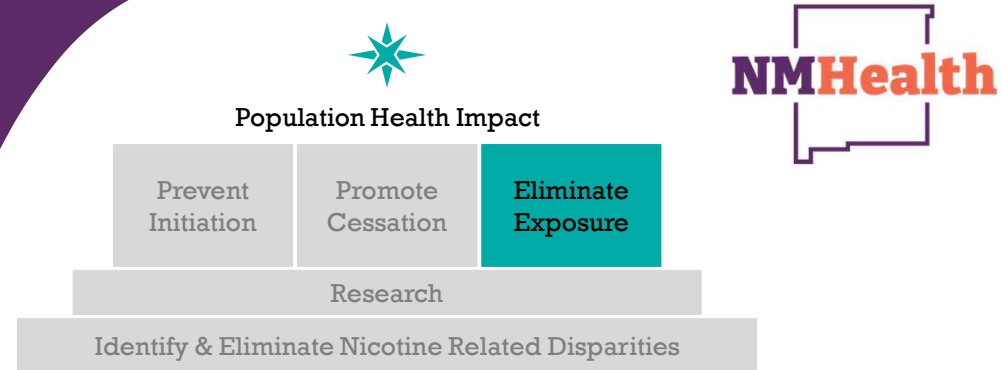 NMHealth
Population Health Impact
Prevent
Initiation
Promote
Cessation
Eliminate
Exposure
Research
Identify & Eliminate Nicotine Related Disparities